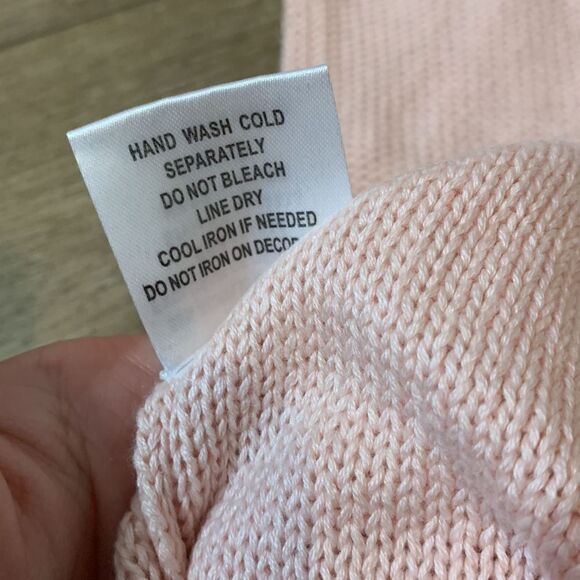 HAND WASH COLD
SEPARATELY
DO NOT BLEACH
LINE DRY
COOL IRON IF NEEDED
DO NOT IRON ON